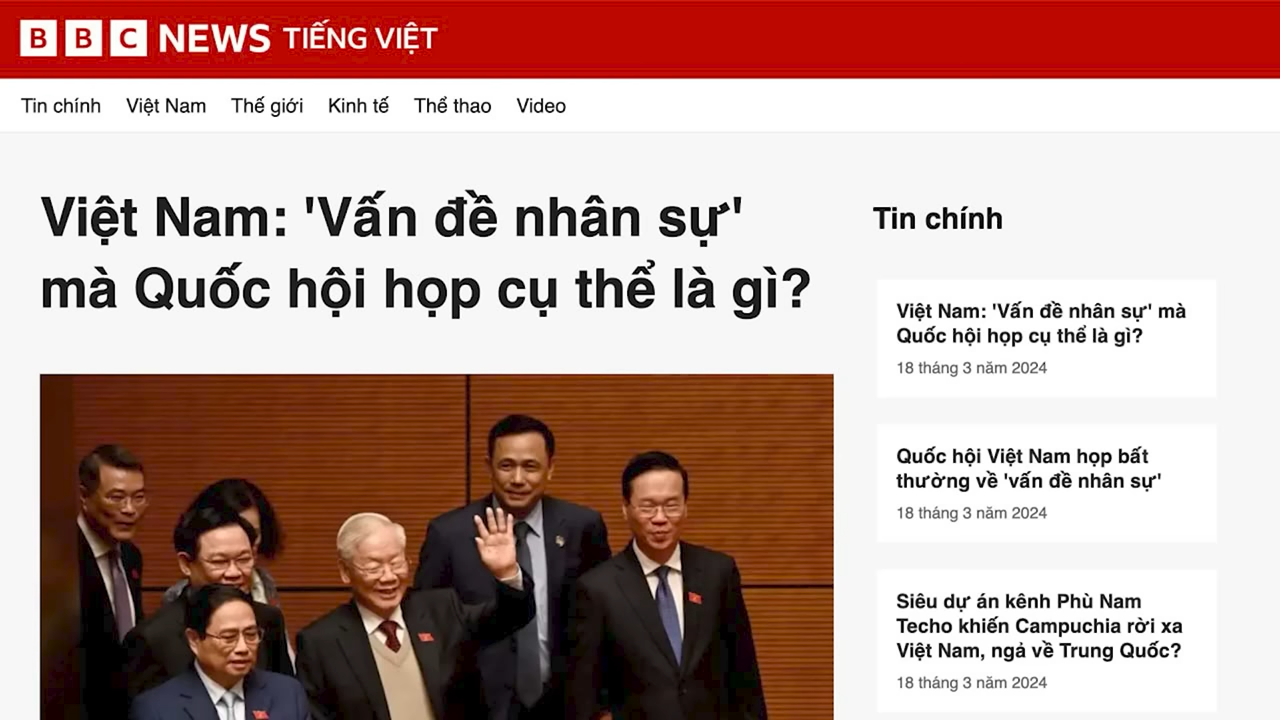 BBC NEWS TIẾNG VIỆT
Tin chính Việt Nam Thế giới Kinh tế Thể thao Video
Việt Nam: 'Vấn đề nhân sự'
mà Quốc hội họp cụ thể là gì?
Tin chính
Việt Nam: 'Vấn đề nhân sự' mà
Quốc hội họp cụ thể là gì?
18 tháng 3 năm 2024
Quốc hội Việt Nam họp bất
thường về 'vấn đề nhân sự'
18 tháng 3 năm 2024
Siêu dự án kênh Phù Nam
Techo khiến Campuchia rời xa
Việt Nam, ngả về Trung Quốc?
18 tháng 3 năm 2024